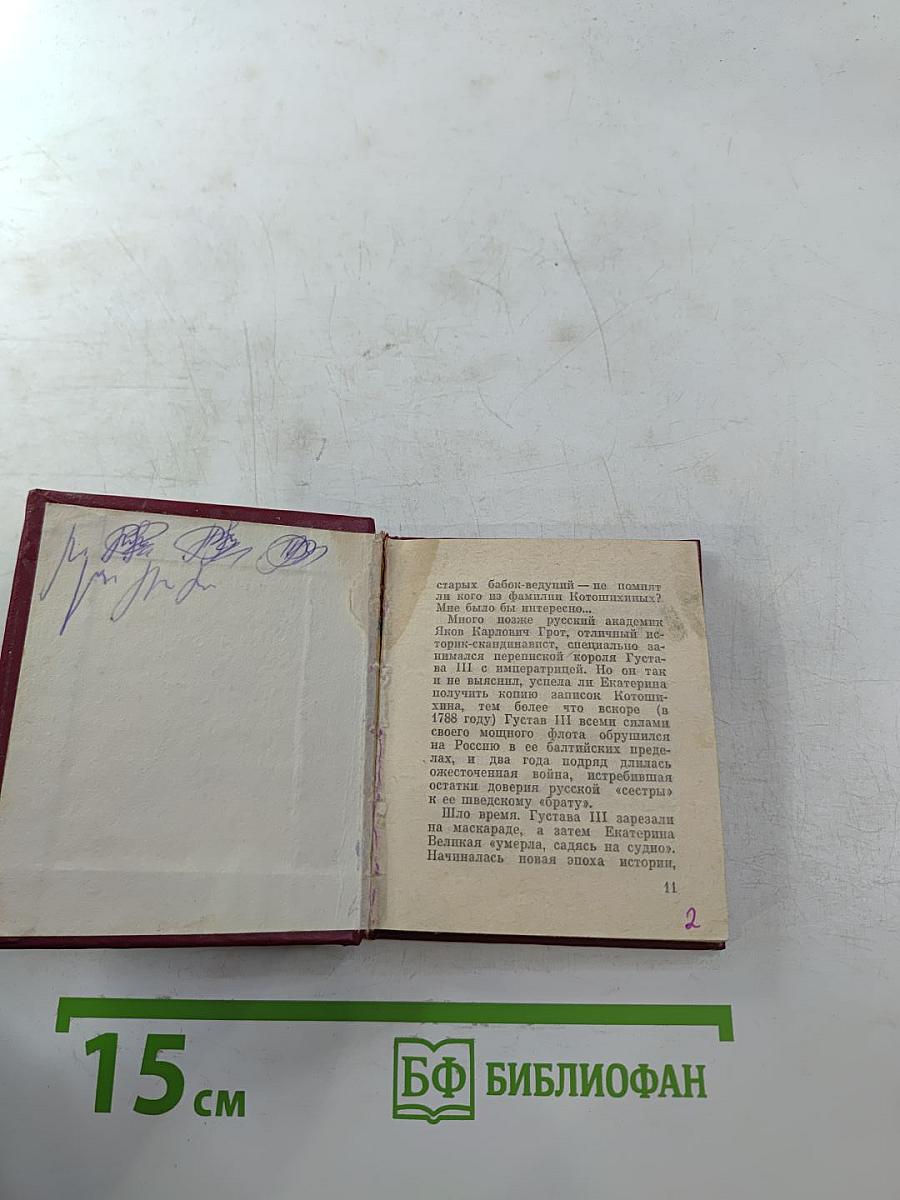 старых бабок-ведуний — не помнят
ли кого из фамилии Котошихиных?
Мне было бы интересно...
Много позже русский академик
Яков Карлович Грот, отличный ис-
торик-скандинавист, специально за-
нимался перепиской короля Густа-
ва III с императрицей. Но он так
и не выяснил, успела ли Екатерина
получить копию записок Котоши-
хина, тем более что вскоре (в
1788 году) Густав III всеми силами
своего мощного флота обрушился
на Россию в ее балтийских преде-
лах, и два года подряд длилась
ожесточенная война, истребившая
остатки доверия русской «сестры»
к ее шведскому «брату».
Шло время. Густава III зарезали
на маскараде, а затем Екатерина
Великая «умерла, садясь на судно».
Начиналась новая эпоха истории,
11
2
15 см
БФ БИБЛИОФАН